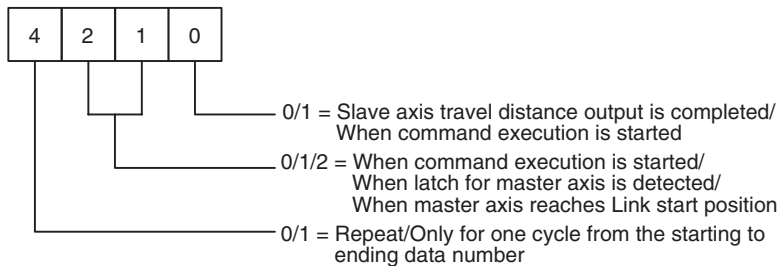 4 2 1 0
0/1 = Slave axis travel distance output is completed/
When command execution is started
0/1/2 = When command execution is started/
When latch for master axis is detected/
When master axis reaches Link start position
0/1 = Repeat/Only for one cycle from the starting to
ending data number